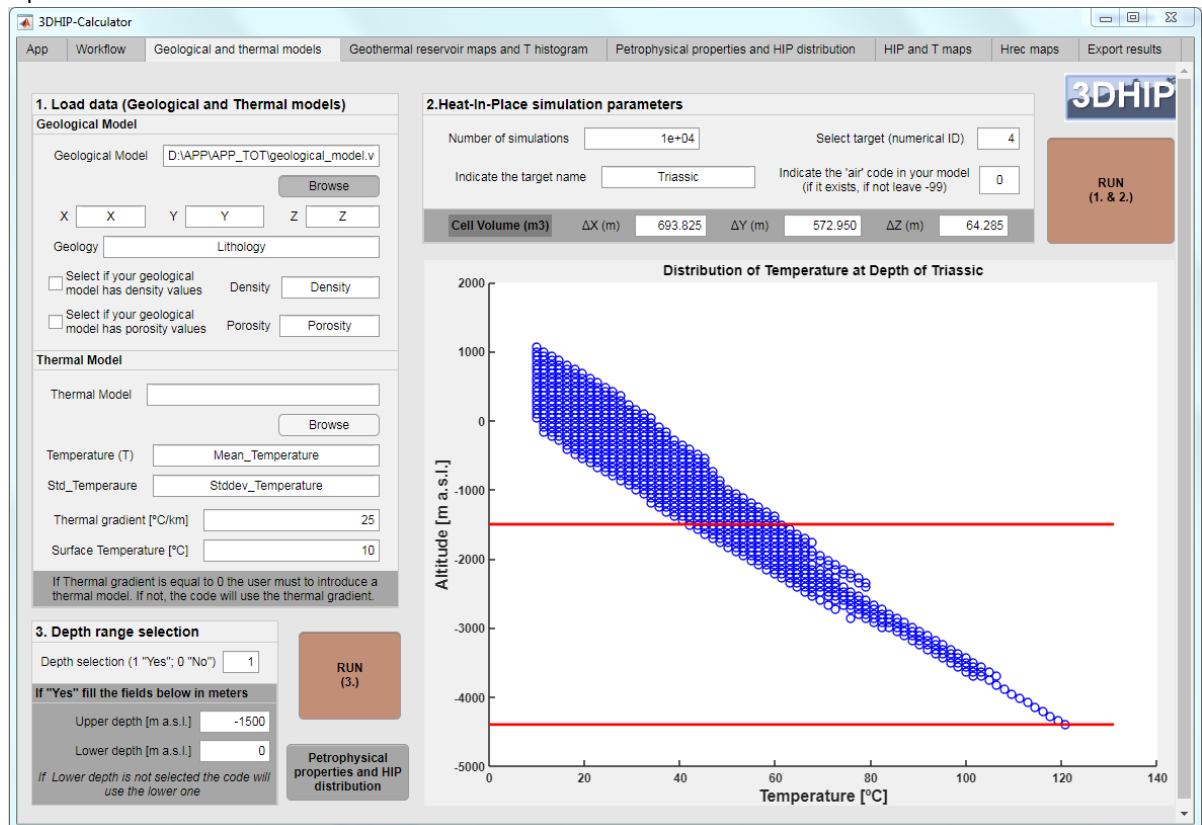 3DHIP-Calculator
App Workflow Geological and thermal models Geothermal reservoir maps and T histogram Petrophysical properties and HIP distribution HIP and T maps Hrec maps Export results
3DHIP
1. Load data (Geological and Thermal models)
Geological Model
Geological Model D:\APP\APP_TOT\geological_model.v
Browse
X X Y Y Z Z
Geology Lithology
Select if your geological
model has density values Density Density
Select if your geological
model has porosity values Porosity Porosity
Thermal Model
Thermal Model
Browse
Temperature (T) Mean_Temperature
Std_Temperaure Stddev_Temperature
Thermal gradient [ºC/km] 25
Surface Temperature [ºC] 10
If Thermal gradient is equal to 0 the user must to introduce a
thermal model. If not, the code will use the thermal gradient.
2.Heat-In-Place simulation parameters
Number of simulations 1e+04 Select target (numerical ID) 4
Indicate the target name Triassic Indicate the 'air' code in your model
(if it exists, if not leave -99) 0
Cell Volume (m3) ΔX (m) 693.825 ΔY (m) 572.950 ΔZ (m) 64.285
RUN
(1. & 2.)
3. Depth range selection
Depth selection (1 "Yes"; 0 "No") 1
If "Yes" fill the fields below in meters
Upper depth [m a.s.l.] -1500
Lower depth [m a.s.l.] 0
If Lower depth is not selected the code will
use the lower one
RUN
(3.)
Petrophysical
properties and HIP
distribution
Distribution of Temperature at Depth of Triassic
Altitude [m a.s.l.]
2000
1000
0
-1000
-2000
-3000
-4000
-5000
0 20 40 60 80 100 120 140
Temperature [ºC]